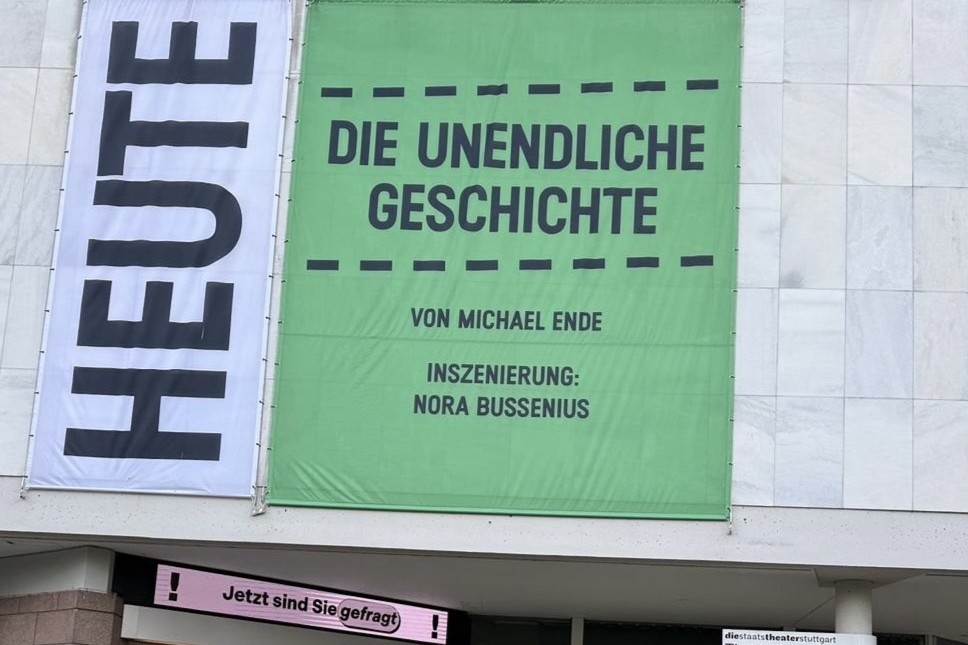 HEUTE
DIE UNENDLICHE
GESCHICHTE
VON MICHAEL ENDE
INSZENIERUNG:
NORA BUSSENIUS
! Jetzt sind Sie gefragt !
diestaatstheaterstuttgart